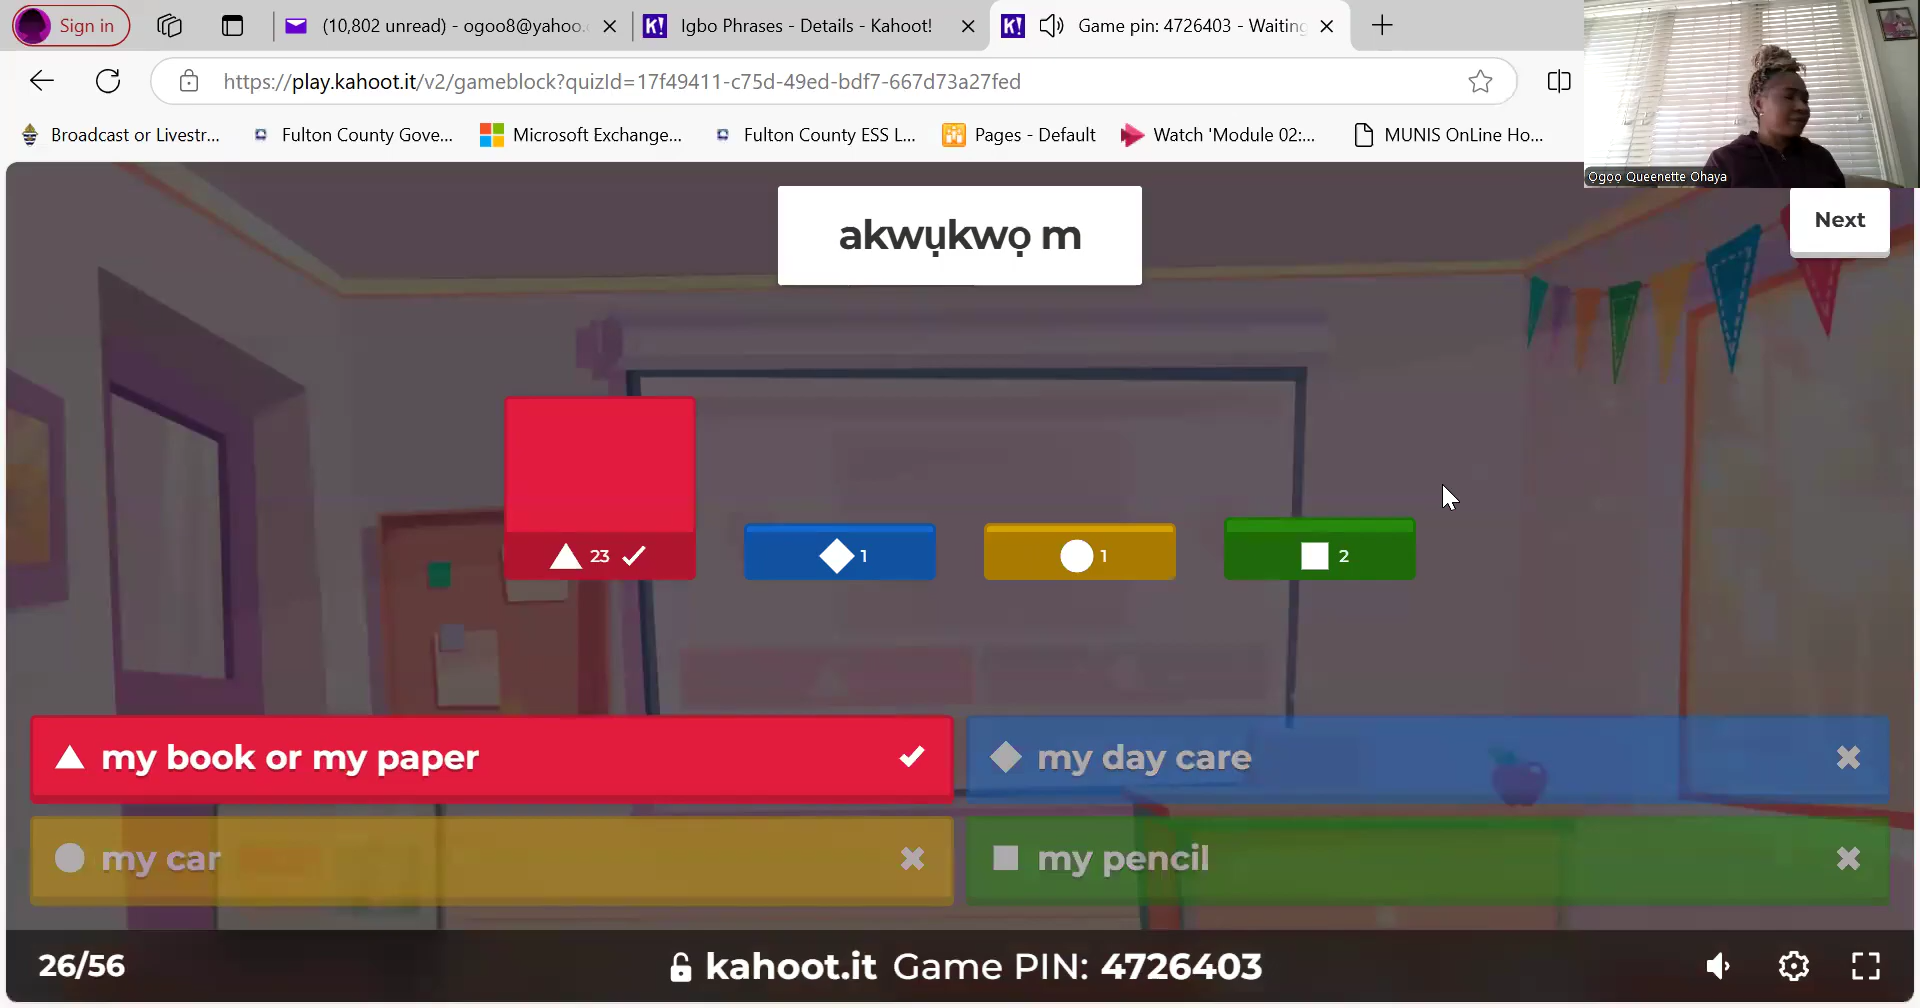 Sign in
(10,802 unread) - ogoo8@yahoo.
Igbo Phrases - Details - Kahoot!
Game pin: 4726403 - Waiting
https://play.kahoot.it/v2/gameblock?quizId=17f49411-c75d-49ed-bdf7-667d73a27fed
Broadcast or Livestr...
Fulton County Gove...
Microsoft Exchange...
Fulton County ESS L...
Pages - Default
Watch 'Module 02:...
MUNIS OnLine Ho...
Ọgọọ Queenette Ohaya
akwụkwọ m
Next
23
1
1
2
my book or my paper
my day care
my car
my pencil
26/56
kahoot.it Game PIN: 4726403